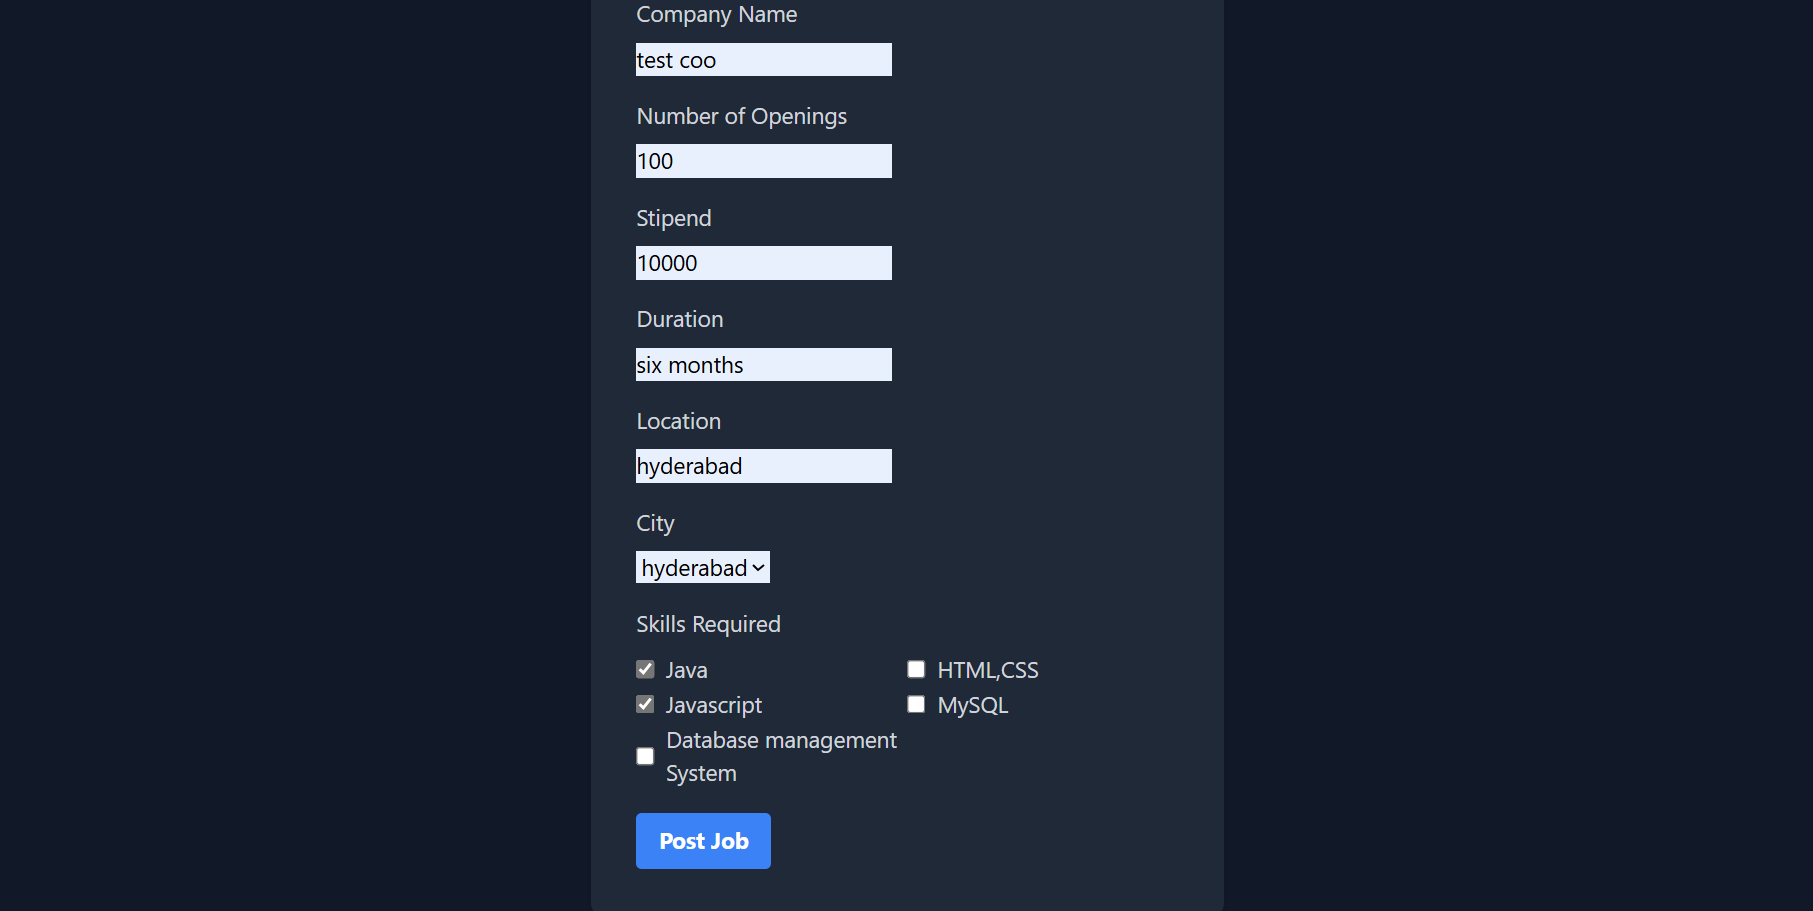 Company Name
test coo
Number of Openings
100
Stipend
10000
Duration
six months
Location
hyderabad
City
hyderabad
Skills Required
Java
HTML,CSS
Javascript
MySQL
Database management
System
Post Job